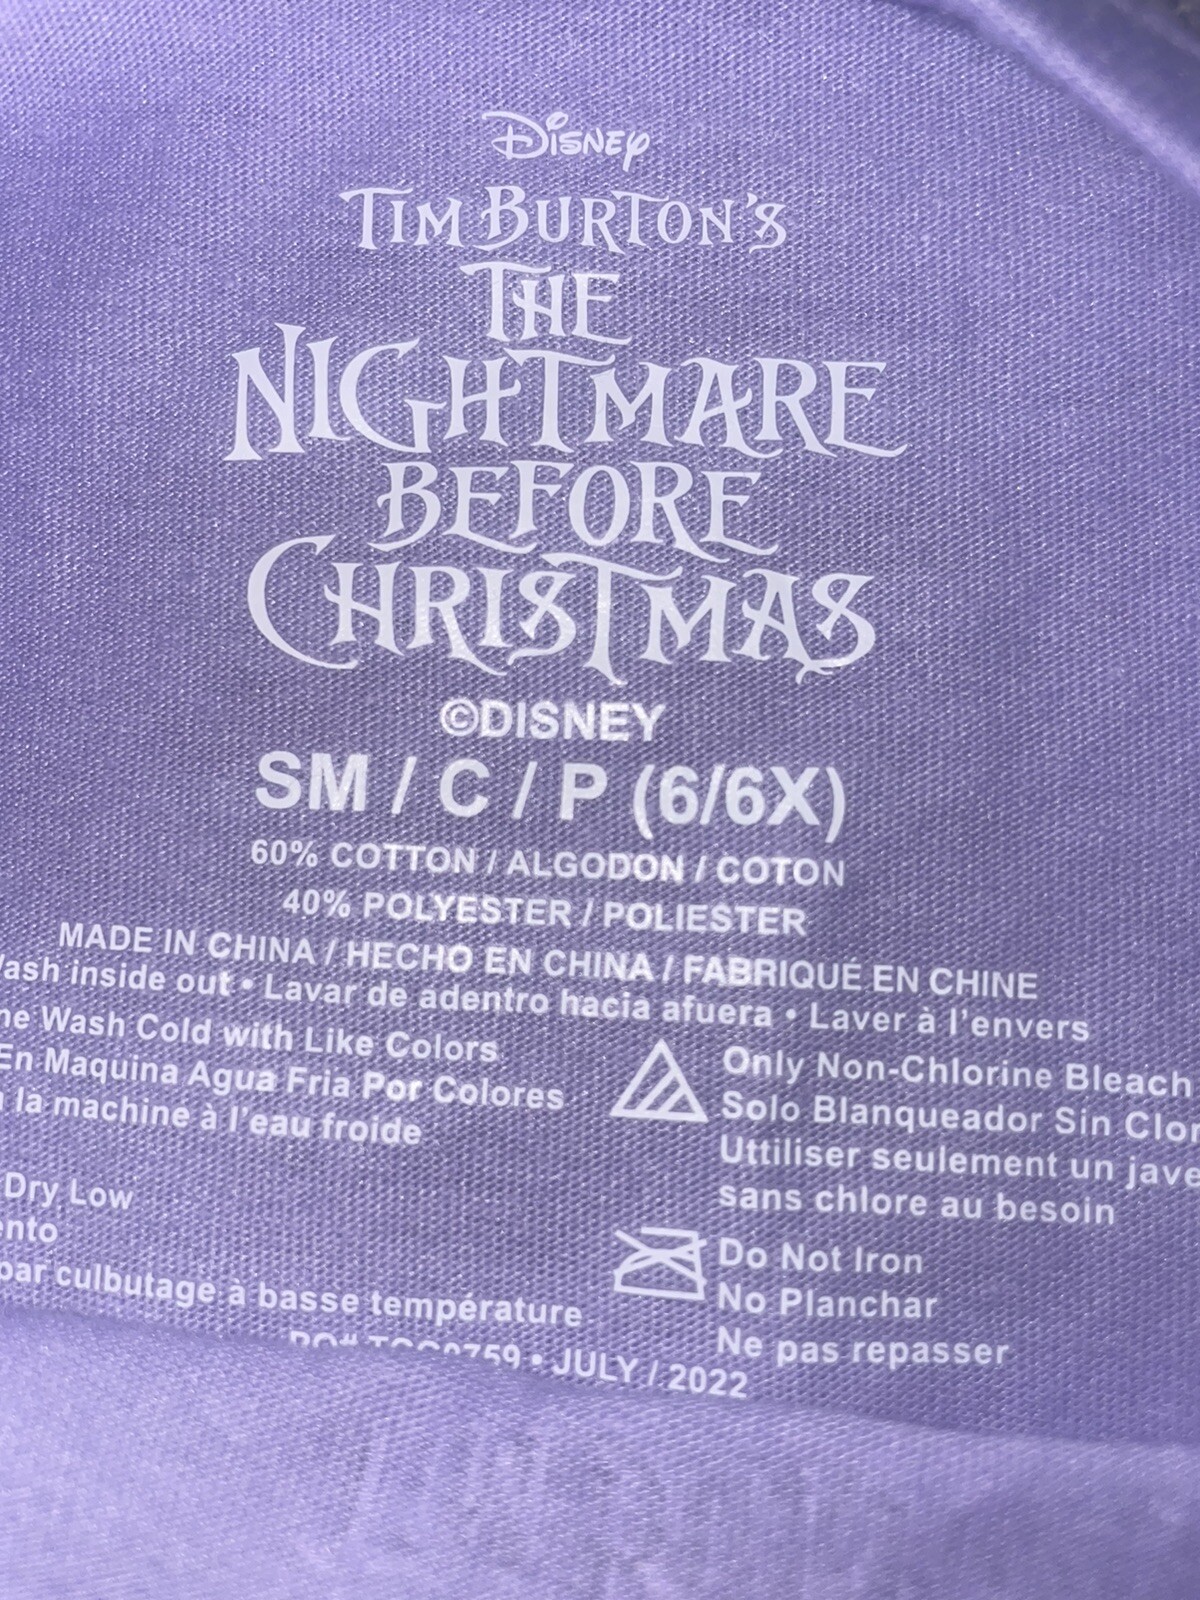 Disney
TIM BURTON'S
THE
NIGHTMARE
BEFORE
CHRISTMAS
©DISNEY
SM / C / P (6/6X)
60% COTTON / ALGODON / COTON
40% POLYESTER / POLIESTER
MADE IN CHINA / HECHO EN CHINA / FABRIQUÉ EN CHINE
inside out • Lavar de adentro hacia afuera • Laver à l'envers
Wash Cold with Like Colors
En Maquina Agua Fria Por Colores
la machine à l'eau froide
Only Non-Chlorine Bleach
Solo Blanqueador Sin
Uttiliser seulement un
sans chlore au besoin
Dry Low
par culbutage à basse température
Do Not Iron
No Planchar
Ne pas repasser
• JULY / 2022